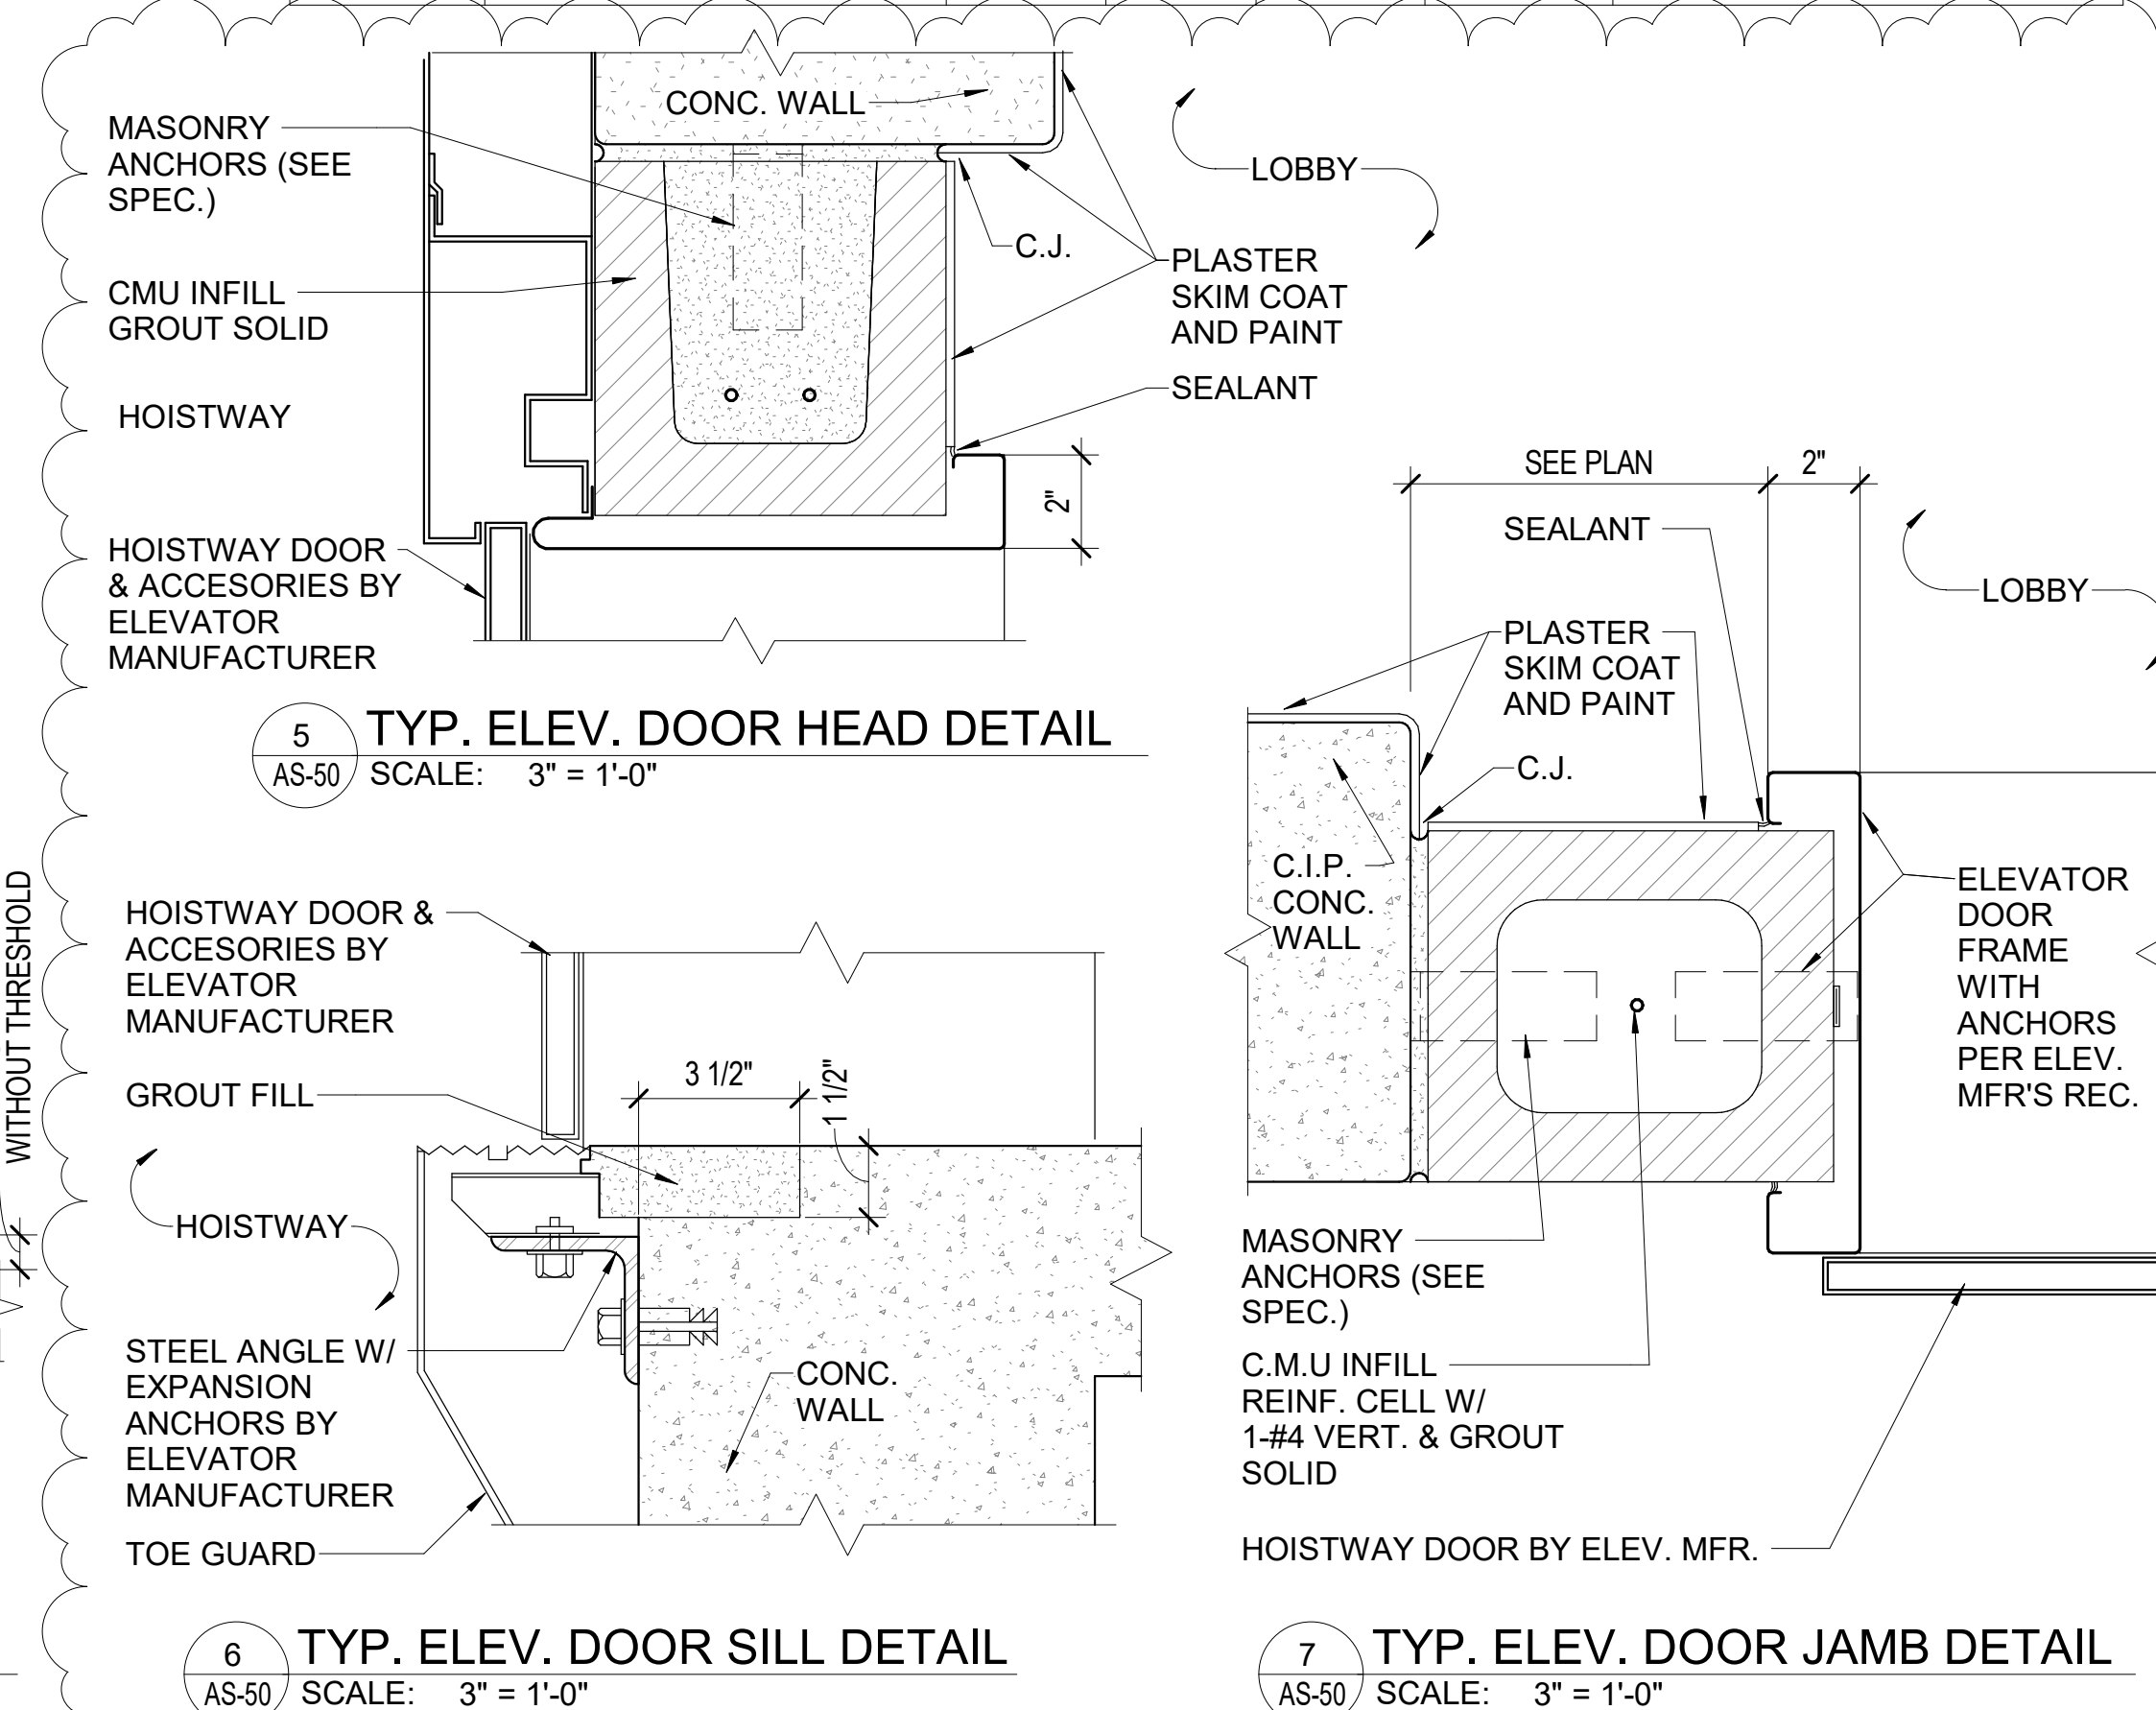 CONC. WALL
MASONRY
ANCHORS (SEE
SPEC.)
LOBBY
C.J.
PLASTER
SKIM COAT
AND PAINT
CMU INFILL
GROUT SOLID
SEALANT
HOISTWAY
2"
HOISTWAY DOOR
& ACCESORIES BY
ELEVATOR
MANUFACTURER
5
AS-50
TYP. ELEV. DOOR HEAD DETAIL
SCALE: 3" = 1'-0"
WITHOUT THRESHOLD
HOISTWAY DOOR &
ACCESORIES BY
ELEVATOR
MANUFACTURER
3 1/2"
1 1/2"
GROUT FILL
HOISTWAY
STEEL ANGLE W/
EXPANSION
ANCHORS BY
ELEVATOR
MANUFACTURER
CONC.
WALL
TOE GUARD
6
AS-50
TYP. ELEV. DOOR SILL DETAIL
SCALE: 3" = 1'-0"
SEE PLAN
2"
SEALANT
LOBBY
PLASTER
SKIM COAT
AND PAINT
C.J.
C.I.P.
CONC.
WALL
ELEVATOR
DOOR
FRAME
WITH
ANCHORS
PER ELEV.
MFR'S REC.
MASONRY
ANCHORS (SEE
SPEC.)
C.M.U INFILL
REINF. CELL W/
1-#4 VERT. & GROUT
SOLID
HOISTWAY DOOR BY ELEV. MFR.
7
AS-50
TYP. ELEV. DOOR JAMB DETAIL
SCALE: 3" = 1'-0"